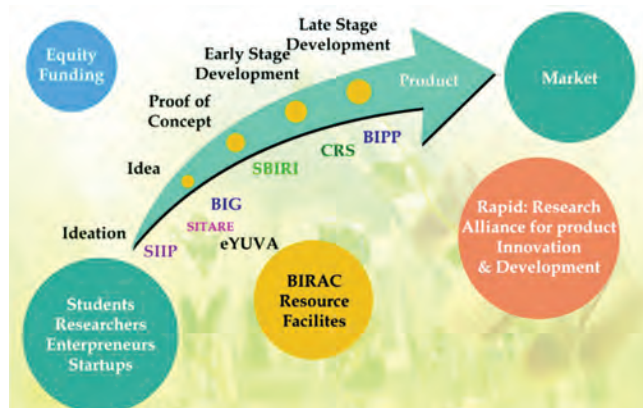 Equity
Funding
Late Stage
Development
Early Stage
Development
Proof of
Concept
Idea
Ideation
Product
Market
BIPP
CRS
SBIRI
BIG
SITARE
eYUVA
SIIP
Students
Researchers
Enterpreneurs
Startups
BIRAC
Resource
Facilites
Rapid: Research
Alliance for product
Innovation
& Development